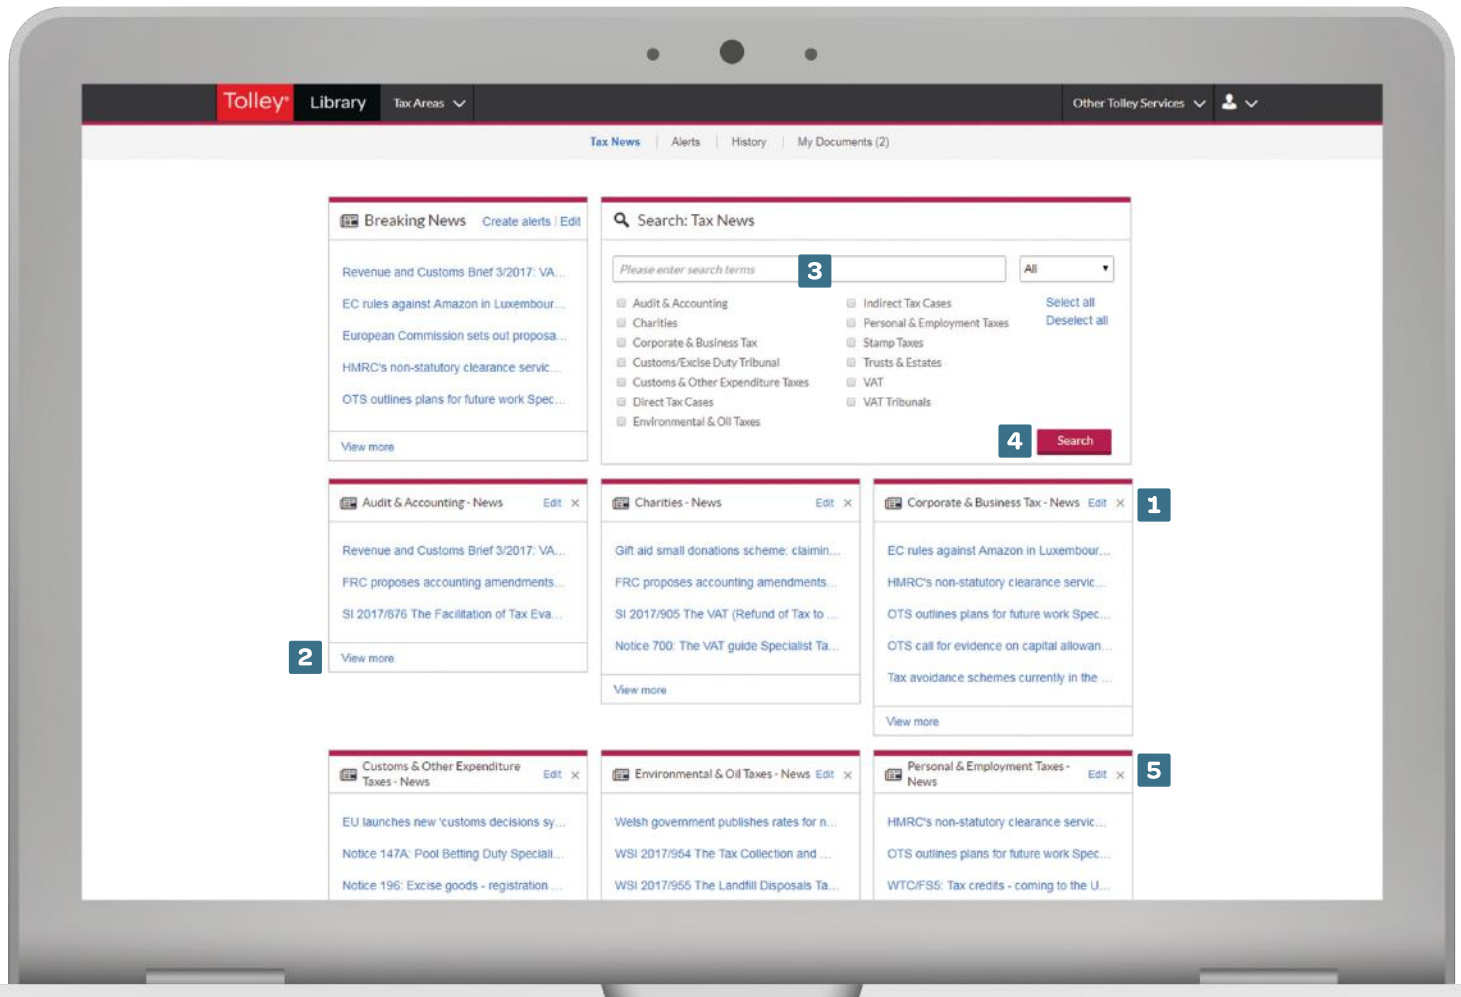 Tolley® Library Tax Areas Other Tolley Services
Tax News | Alerts | History | My Documents (2)
Breaking News Create alerts | Edit
Revenue and Customs Brief 3/2017: VA...
EC rules against Amazon in Luxembour...
European Commission sets out proposa...
HMRC's non-statutory clearance servic...
OTS outlines plans for future work Spec...
View more
Search: Tax News
Please enter search terms 3 All
Audit & Accounting
Charities
Corporate & Business Tax
Customs/Excise Duty Tribunal
Customs & Other Expenditure Taxes
Direct Tax Cases
Environmental & Oil Taxes
Indirect Tax Cases
Personal & Employment Taxes
Stamp Taxes
Trusts & Estates
VAT
VAT Tribunals
Select all
Deselect all
4 Search
Audit & Accounting - News Edit ×
Revenue and Customs Brief 3/2017: VA...
FRC proposes accounting amendments...
SI 2017/876 The Facilitation of Tax Eva...
2 View more
Charities - News Edit ×
Gift aid small donations scheme: claimin...
FRC proposes accounting amendments...
SI 2017/905 The VAT (Refund of Tax to ...
Notice 700: The VAT guide Specialist Ta...
View more
Corporate & Business Tax - News Edit × 1
EC rules against Amazon in Luxembour...
HMRC's non-statutory clearance servic...
OTS outlines plans for future work Spec...
OTS call for evidence on capital allowan...
Tax avoidance schemes currently in the ...
View more
Customs & Other Expenditure
Taxes - News Edit ×
EU launches new 'customs decisions sy...
Notice 147A: Pool Betting Duty Speciali...
Notice 196: Excise goods - registration ...
Environmental & Oil Taxes - News Edit ×
Welsh government publishes rates for n...
WSI 2017/954 The Tax Collection and ...
WSI 2017/955 The Landfill Disposals Ta...
Personal & Employment Taxes -
News Edit × 5
HMRC's non-statutory clearance servic...
OTS outlines plans for future work Spec...
WTC/FS5: Tax credits - coming to the U...